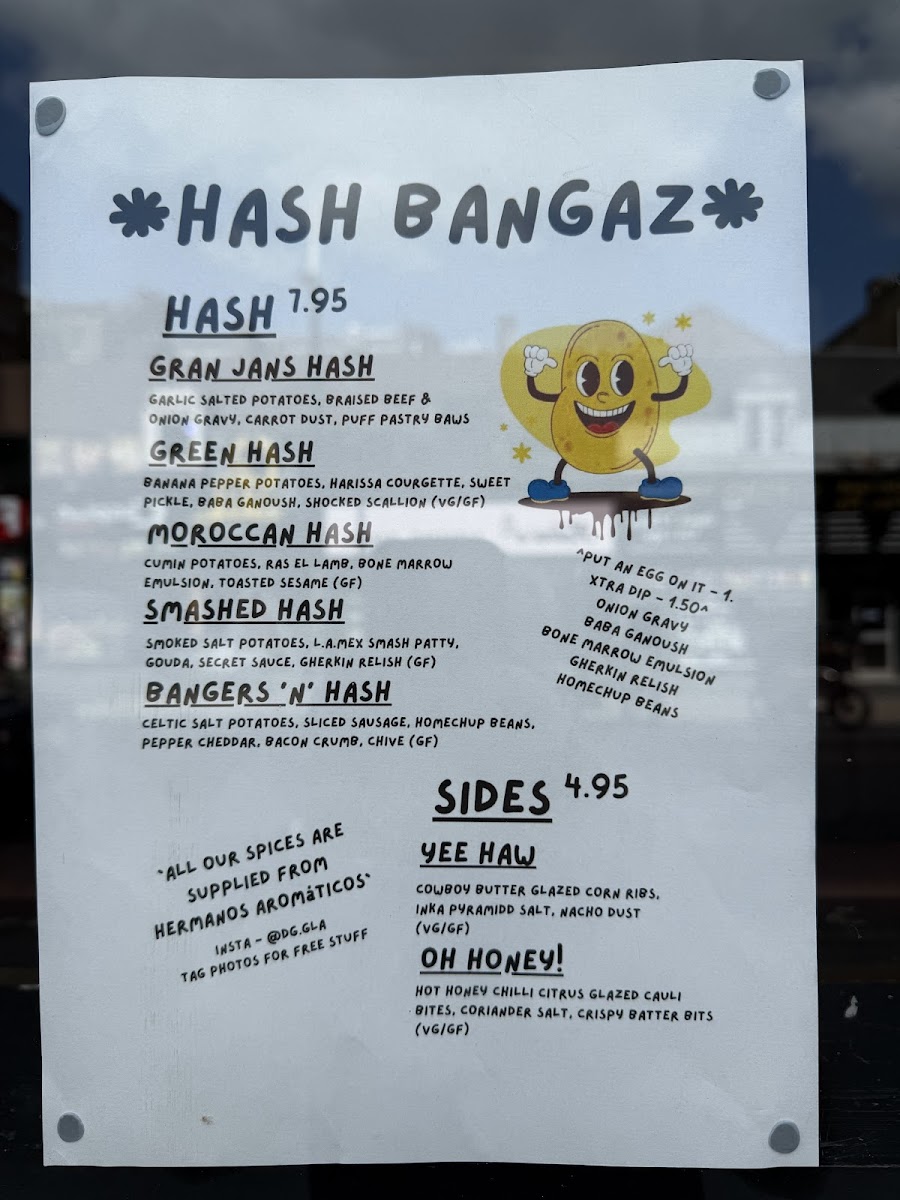 *HASH BANGAZ*
HASH 7.95
GRAN JANS HASH
GARLIC SALTED POTATOES, BRAISED BEEF &
ONION GRAVY, CARROT DUST, PUFF PASTRY BAWS
GREEN HASH
BANANA PEPPER POTATOES, HARISSA COURGETTE, SWEET
PICKLE, BABA GANOUSH, SHOCKED SCALLION (VG/GF)
MOROCCAN HASH
CUMIN POTATOES, RAS EL LAMB, BONE MARROW
EMULSION, TOASTED SESAME (GF)
SMASHED HASH
SMOKED SALT POTATOES, L.A.MEX SMASH PATTY,
GOUDA, SECRET SAUCE, GHERKIN RELISH (GF)
BANGERS 'N' HASH
CELTIC SALT POTATOES, SLICED SAUSAGE, HOMECHUP BEANS,
PEPPER CHEDDAR, BACON CRUMB, CHIVE (GF)
^PUT AN EGG ON IT - 1.
XTRA DIP - 1.50^
ONION GRAVY
BABA GANOUSH
BONE MARROW EMULSION
GHERKIN RELISH
HOMECHUP BEANS
SIDES 4.95
YEE HAW
COWBOY BUTTER GLAZED CORN RIBS,
INKA PYRAMIDD SALT, NACHO DUST
(VG/GF)
OH HONEY!
HOT HONEY CHILLI CITRUS GLAZED CAULI
BITES, CORIANDER SALT, CRISPY BATTER BITS
(VG/GF)
*ALL OUR SPICES ARE
SUPPLIED FROM
HERMANOS AROMáTICOS*
INSTA - @DG.GLA
TAG PHOTOS FOR FREE STUFF